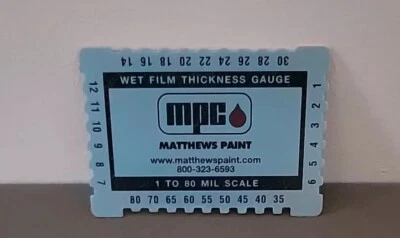 14 16 18 20 22 24 26 28 30
WET FILM THICKNESS GAUGE
12 11 10 9 8 7
1 2 3 4 5 6
mpc
MATTHEWS PAINT
www.matthewspaint.com
800-323-6593
1 TO 80 MIL SCALE
80 70 65 60 55 50 45 40 35